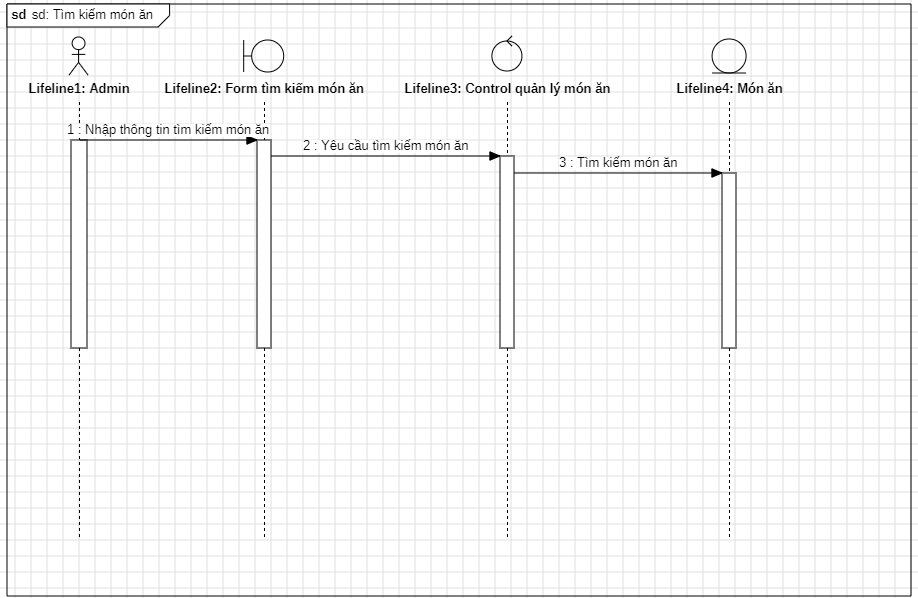 sd sd: Tìm kiếm món ăn
Lifeline1: Admin
Lifeline2: Form tìm kiếm món ăn
Lifeline3: Control quản lý món ăn
Lifeline4: Món ăn
1 : Nhập thông tin tìm kiếm món ăn
2 : Yêu cầu tìm kiếm món ăn
3 : Tìm kiếm món ăn